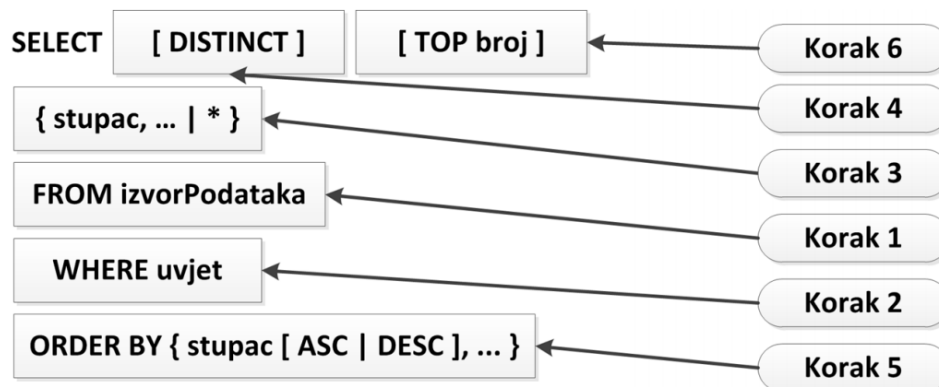 SELECT [ DISTINCT ] [ TOP broj ] Korak 6
Korak 4
{ stupac, ... | * }
Korak 3
FROM izvorPodataka
Korak 1
WHERE uvjet
Korak 2
ORDER BY { stupac [ ASC | DESC ], ... }
Korak 5